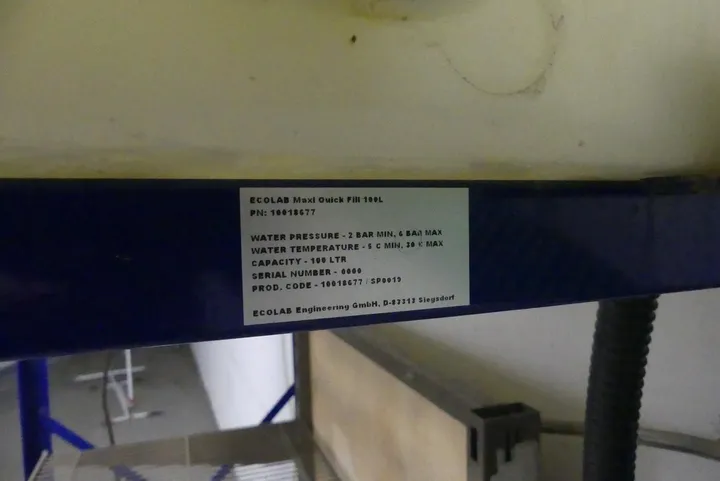 ECOLAB Maxi Quick Fill 100L
PN: 10018677
WATER PRESSURE - 2 BAR MIN, 6 BAR MAX
WATER TEMPERATURE - 5 C MIN, 30 C MAX
CAPACITY - 100 LTR
SERIAL NUMBER - 0000
PROD. CODE - 10018677 / SP0019
ECOLAB Engineering GmbH, D-83313 Siegsdorf